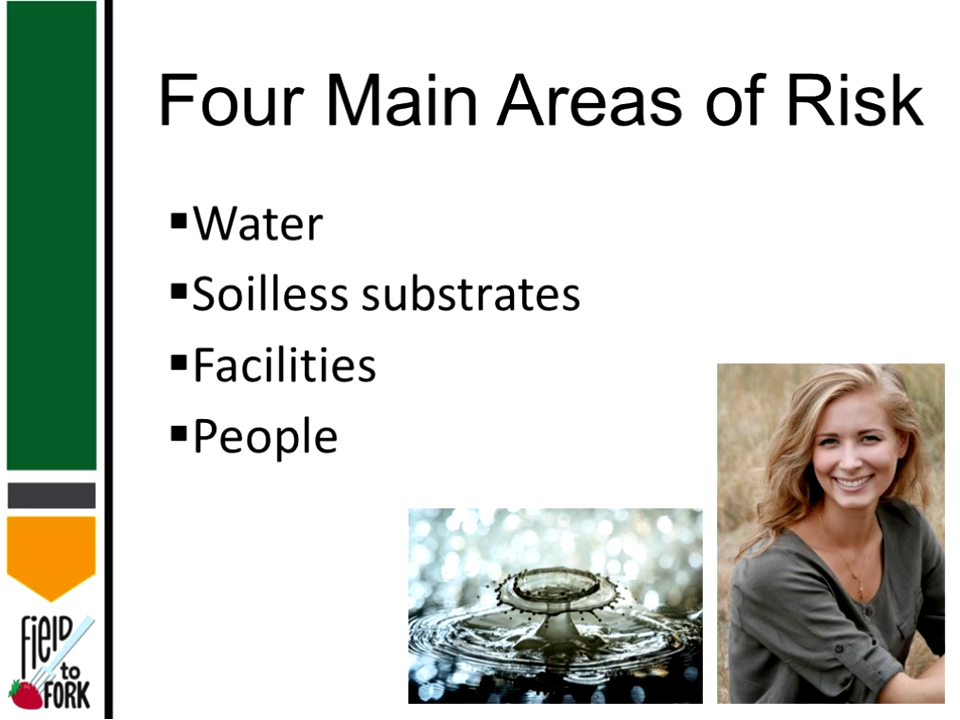 Four Main Areas of Risk
Water
Soilless substrates
Facilities
People
FiELD
to
FORK